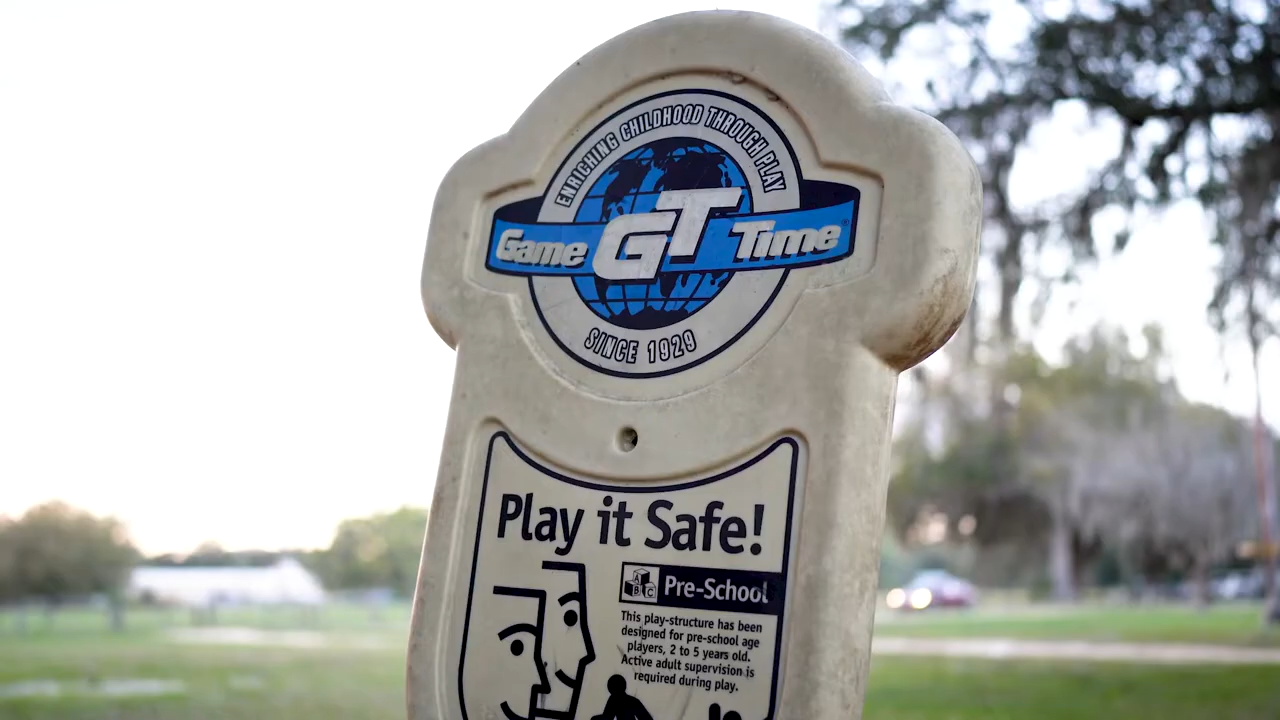 ENRICHING CHILDHOOD THROUGH PLAY
Game GT Time®
SINCE 1929
Play it Safe!
ABC Pre-School
This play-structure has been
designed for pre-school age
players, 2 to 5 years old.
Active adult supervision is
required during play.